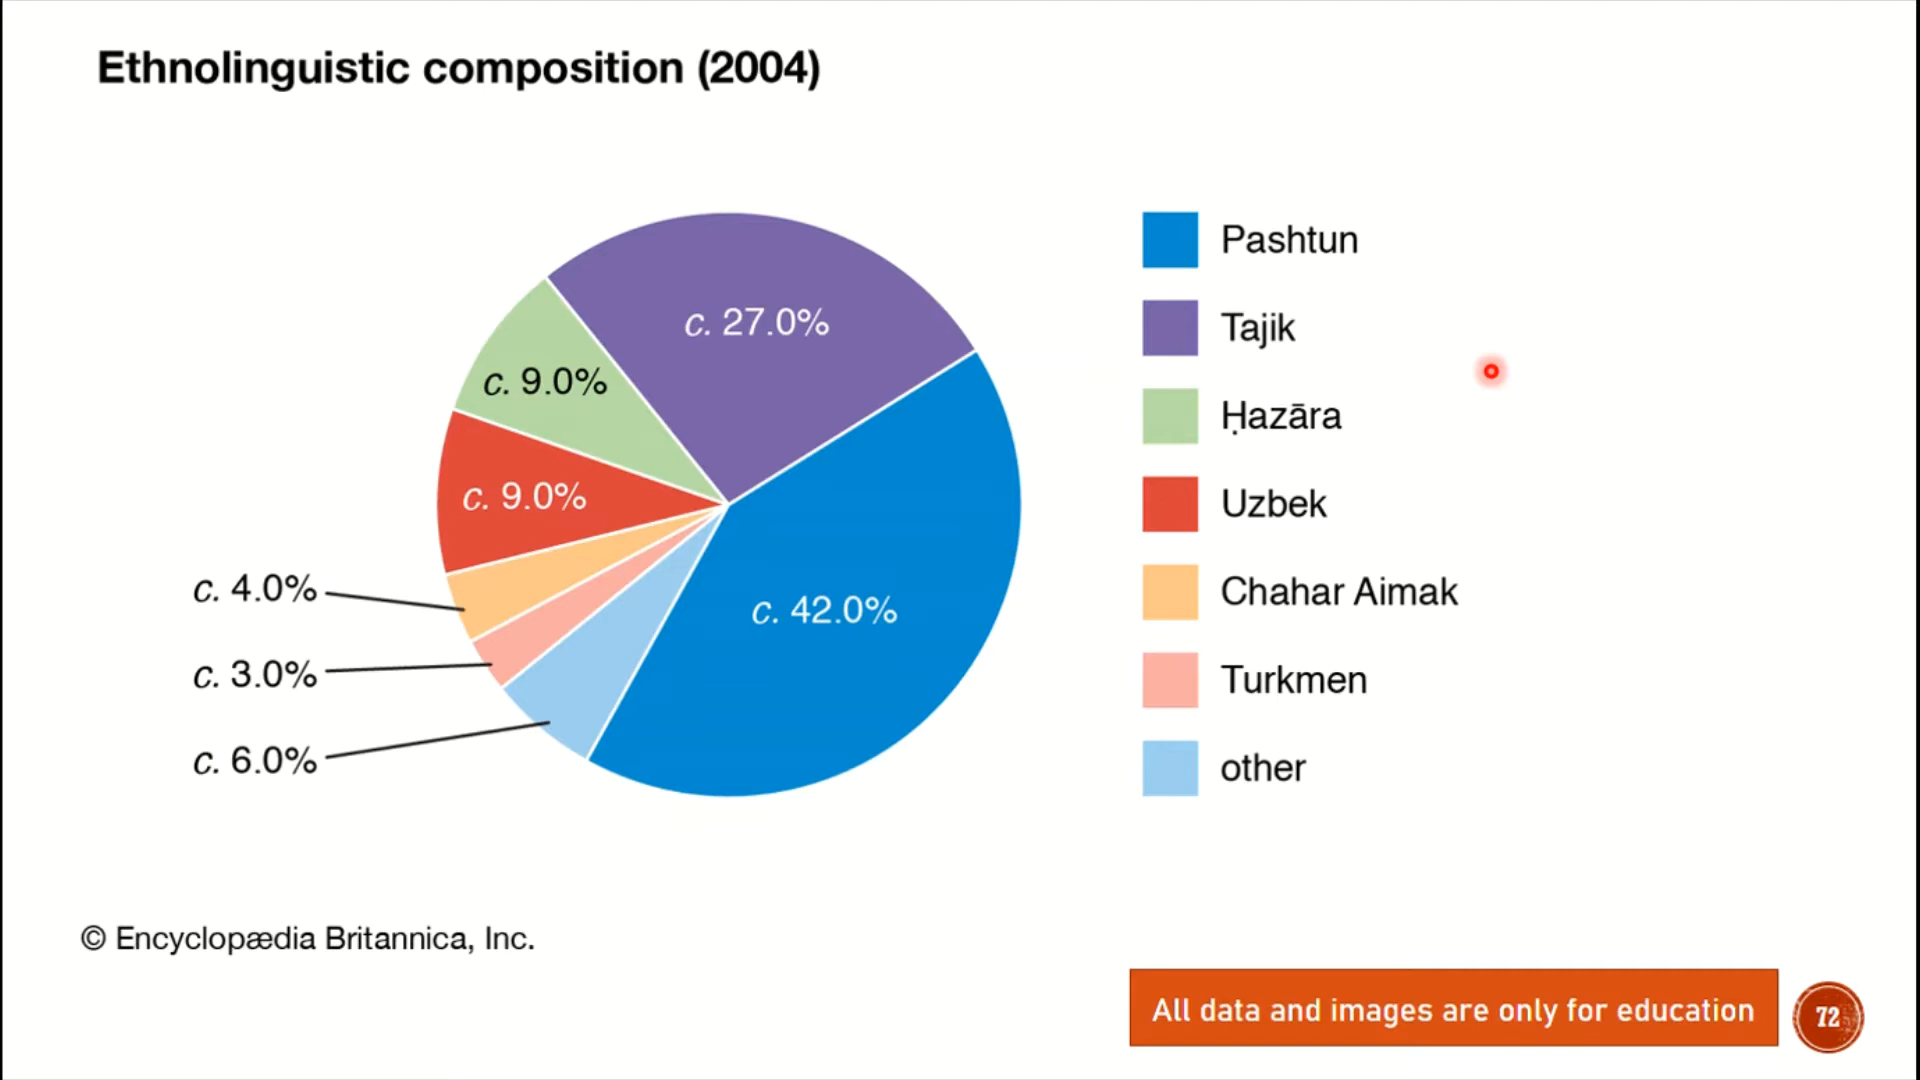 Ethnolinguistic composition (2004)
c. 27.0%
c. 9.0%
c. 9.0%
c. 4.0%
c. 3.0%
c. 6.0%
c. 42.0%
Pashtun
Tajik
Ḥazāra
Uzbek
Chahar Aimak
Turkmen
other
© Encyclopædia Britannica, Inc.
All data and images are only for education
72